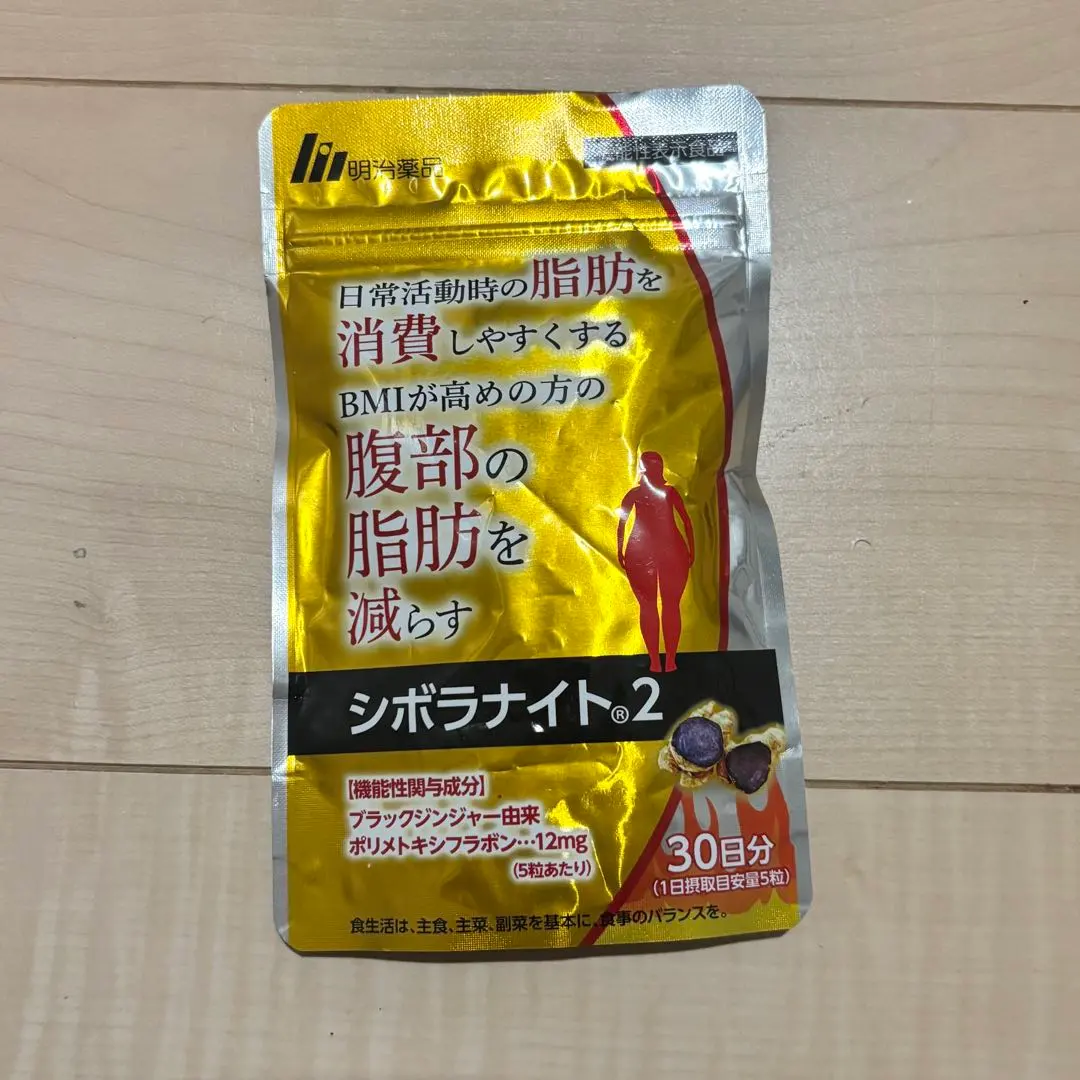 明治薬品
機能性表示食品
日常活動時の脂肪を
消費しやすくする
BMIが高めの方の
腹部の
脂肪を
減らす
シボラナイト®2
【機能性関与成分】
ブラックジンジャー由来
ポリメトキシフラボン…12mg
(5粒あたり)
30日分
(1日摂取目安量5粒)
食生活は、主食、主菜、副菜を基本に、食事のバランスを。